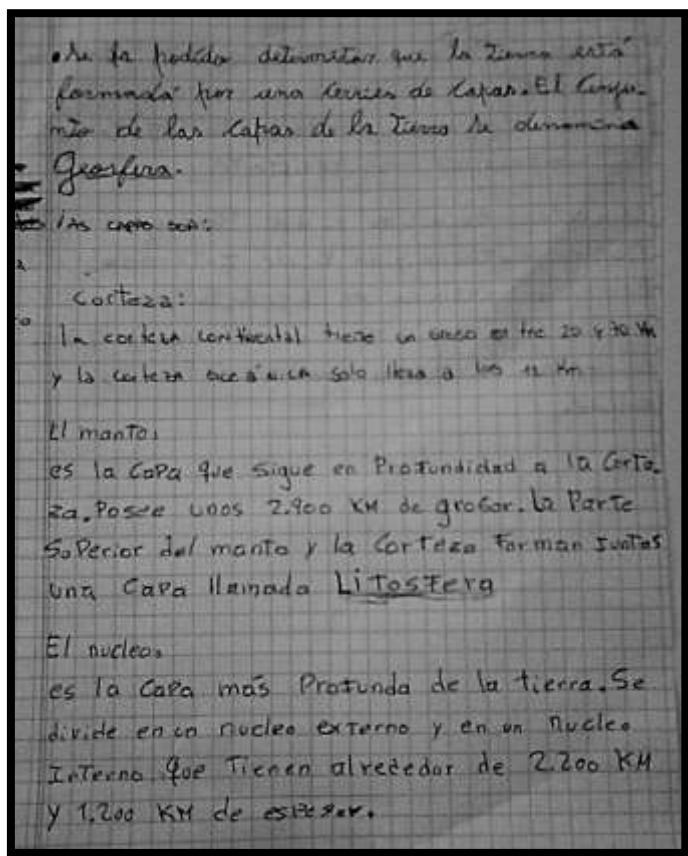 • Se ha podido determinar que la Tierra está
formada por una series de capas. El Conju-
nto de las capas de la Tierra se denomina
Geosfera.
las capas son:
Corteza:
la corteza continental tiene un entre 20 y 70 Km
y la corteza oceánica solo llega a los 12 Km
El manto:
es la capa que sigue en Profundidad a la Corte-
za. Posee unos 2.900 KM de grosor. La Parte
Superior del manto y la Corteza Forman Juntas
una Capa llamada Litosfera
El nucleo:
es la Capa más Profunda de la tierra. Se
divide en un nucleo externo y en un nucleo
Interno que Tienen alrededor de 2.200 KM
y 1.200 KM de espesor.